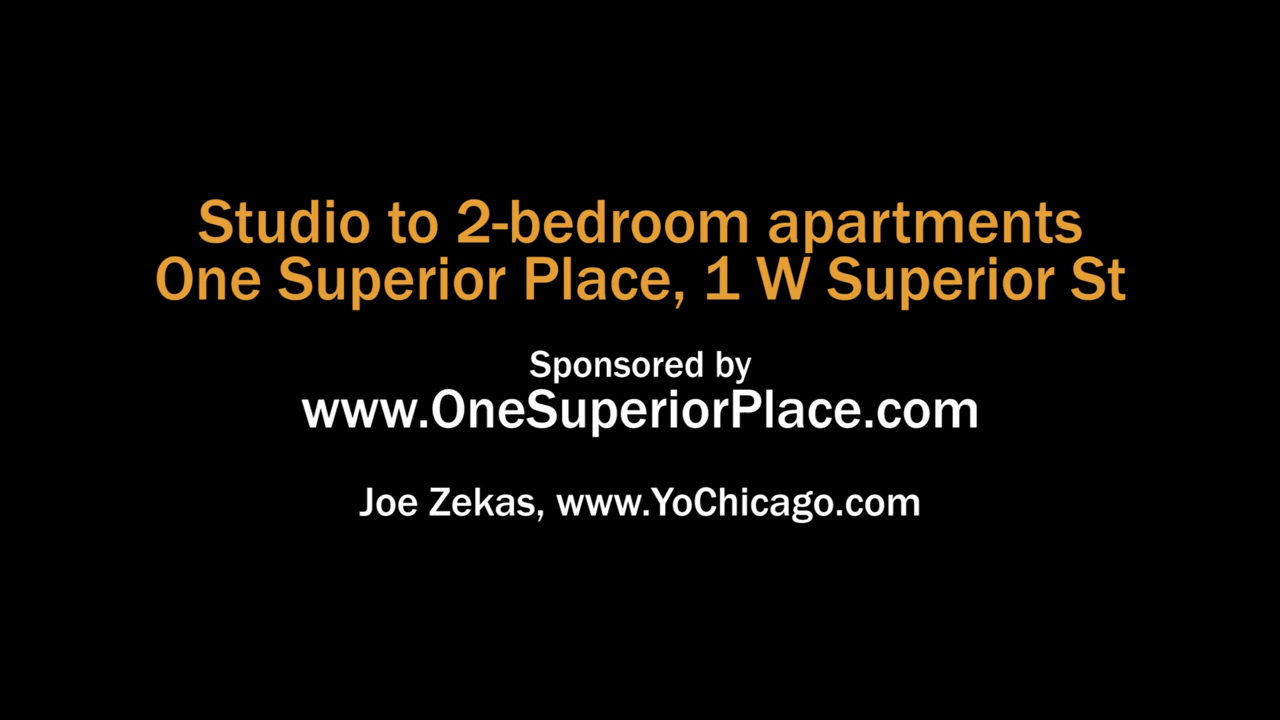 Studio to 2-bedroom apartments
One Superior Place, 1 W Superior St
Sponsored by
www.OneSuperiorPlace.com
Joe Zekas, www.YoChicago.com